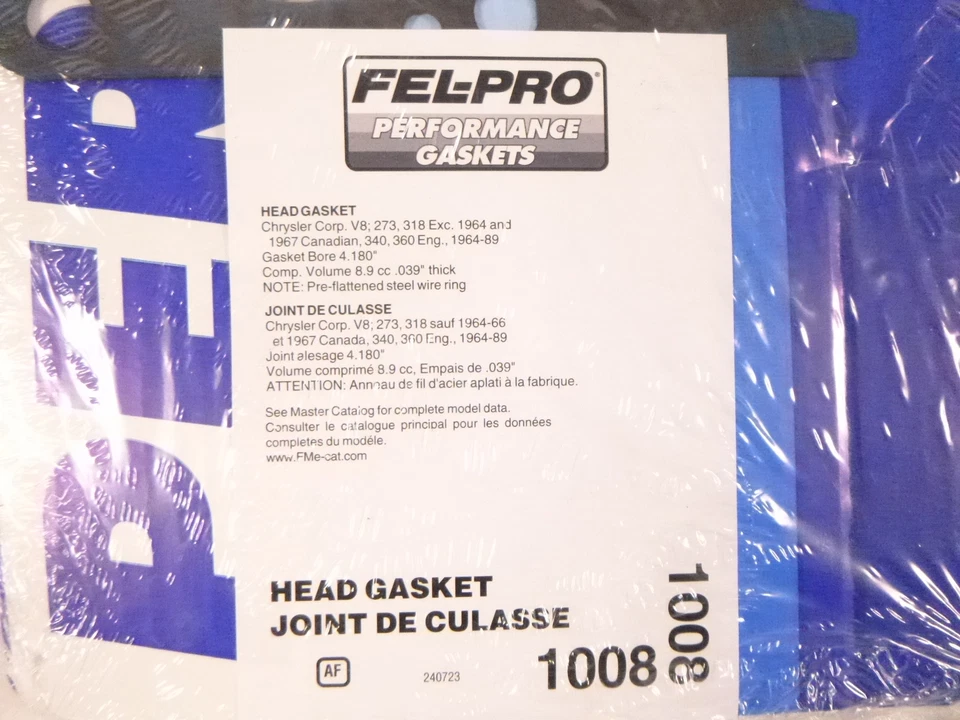 FEL-PRO®
PERFORMANCE
GASKETS
HEAD GASKET
Chrysler Corp. V8; 273, 318 Exc. 1964 and
1967 Canadian, 340, 360 Eng., 1964-89
Gasket Bore 4.180"
Comp. Volume 8.9 cc .039" thick
NOTE: Pre-flattened steel wire ring
JOINT DE CULASSE
Chrysler Corp. V8; 273, 318 sauf 1964-66
et 1967 Canada, 340, 360 Eng., 1964-89
Joint alesage 4.180"
Volume comprimé 8.9 cc, Empais de .039"
ATTENTION: Anneau de fil d'acier aplati à la fabrique.
See Master Catalog for complete model data.
Consulter le catalogue principal pour les données
completes du modéle.
www.FMe-cat.com
HEAD GASKET
JOINT DE CULASSE
AF
240723
1008
1008
PER